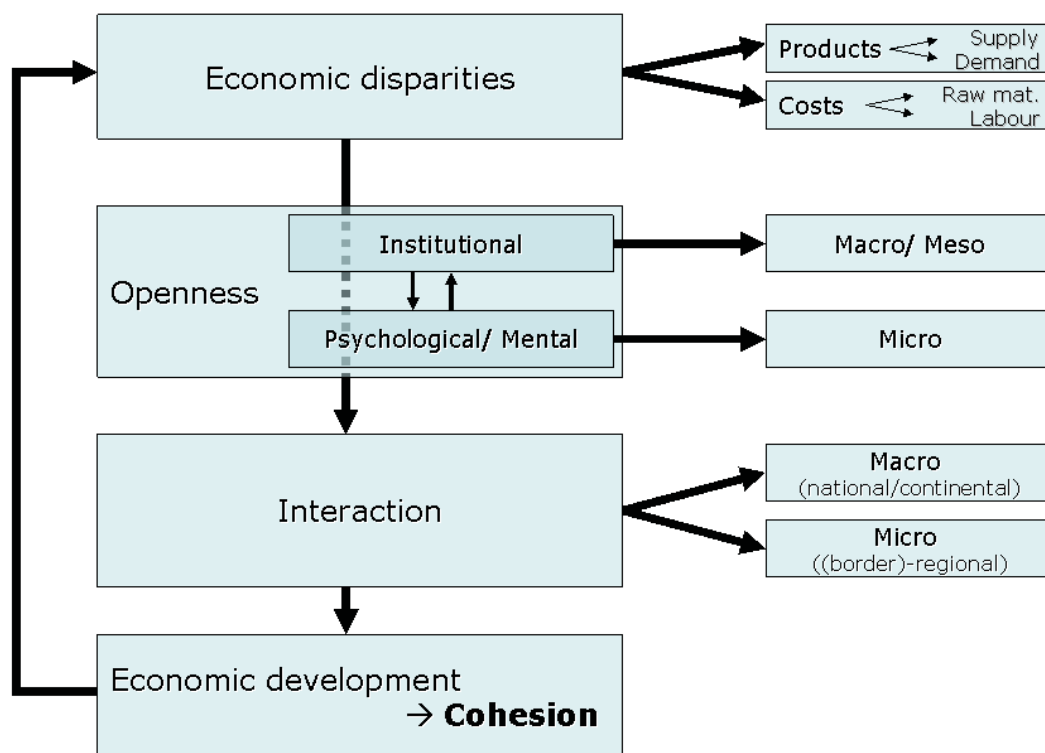 Economic disparities
Products
Supply
Demand
Costs
Raw mat.
Labour
Openness
Institutional
Psychological/ Mental
Macro/ Meso
Micro
Interaction
Macro
(national/continental)
Micro
((border)-regional)
Economic development
→ Cohesion